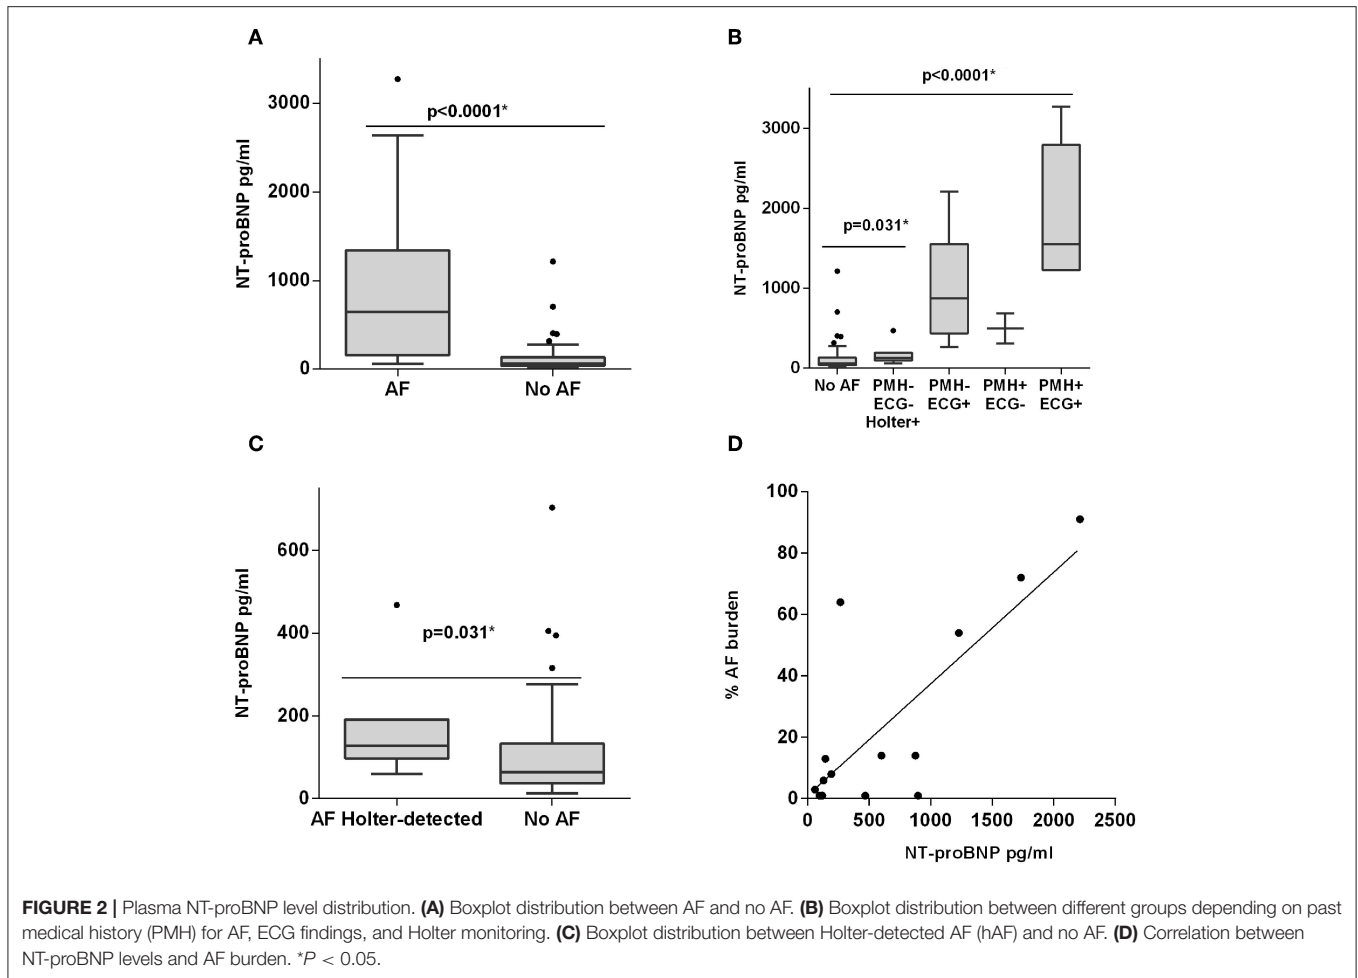 A
3000
2000
1000
0
NT-proBNP pg/ml
p<0.0001*
AF
No AF
B
3000
2000
1000
0
NT-proBNP pg/ml
p<0.0001*
p=0.031*
No AF
PMH-
ECG-
Holter+
PMH-
ECG+
PMH+
ECG-
PMH+
ECG+
C
600
400
200
0
NT-proBNP pg/ml
p=0.031*
AF Holter-detected
No AF
D
100
80
60
40
20
0
% AF burden
0
500
1000
1500
2000
2500
NT-proBNP pg/ml
FIGURE 2 | Plasma NT-proBNP level distribution. (A) Boxplot distribution between AF and no AF. (B) Boxplot distribution between different groups depending on past
medical history (PMH) for AF, ECG findings, and Holter monitoring. (C) Boxplot distribution between Holter-detected AF (hAF) and no AF. (D) Correlation between
NT-proBNP levels and AF burden. *P < 0.05.